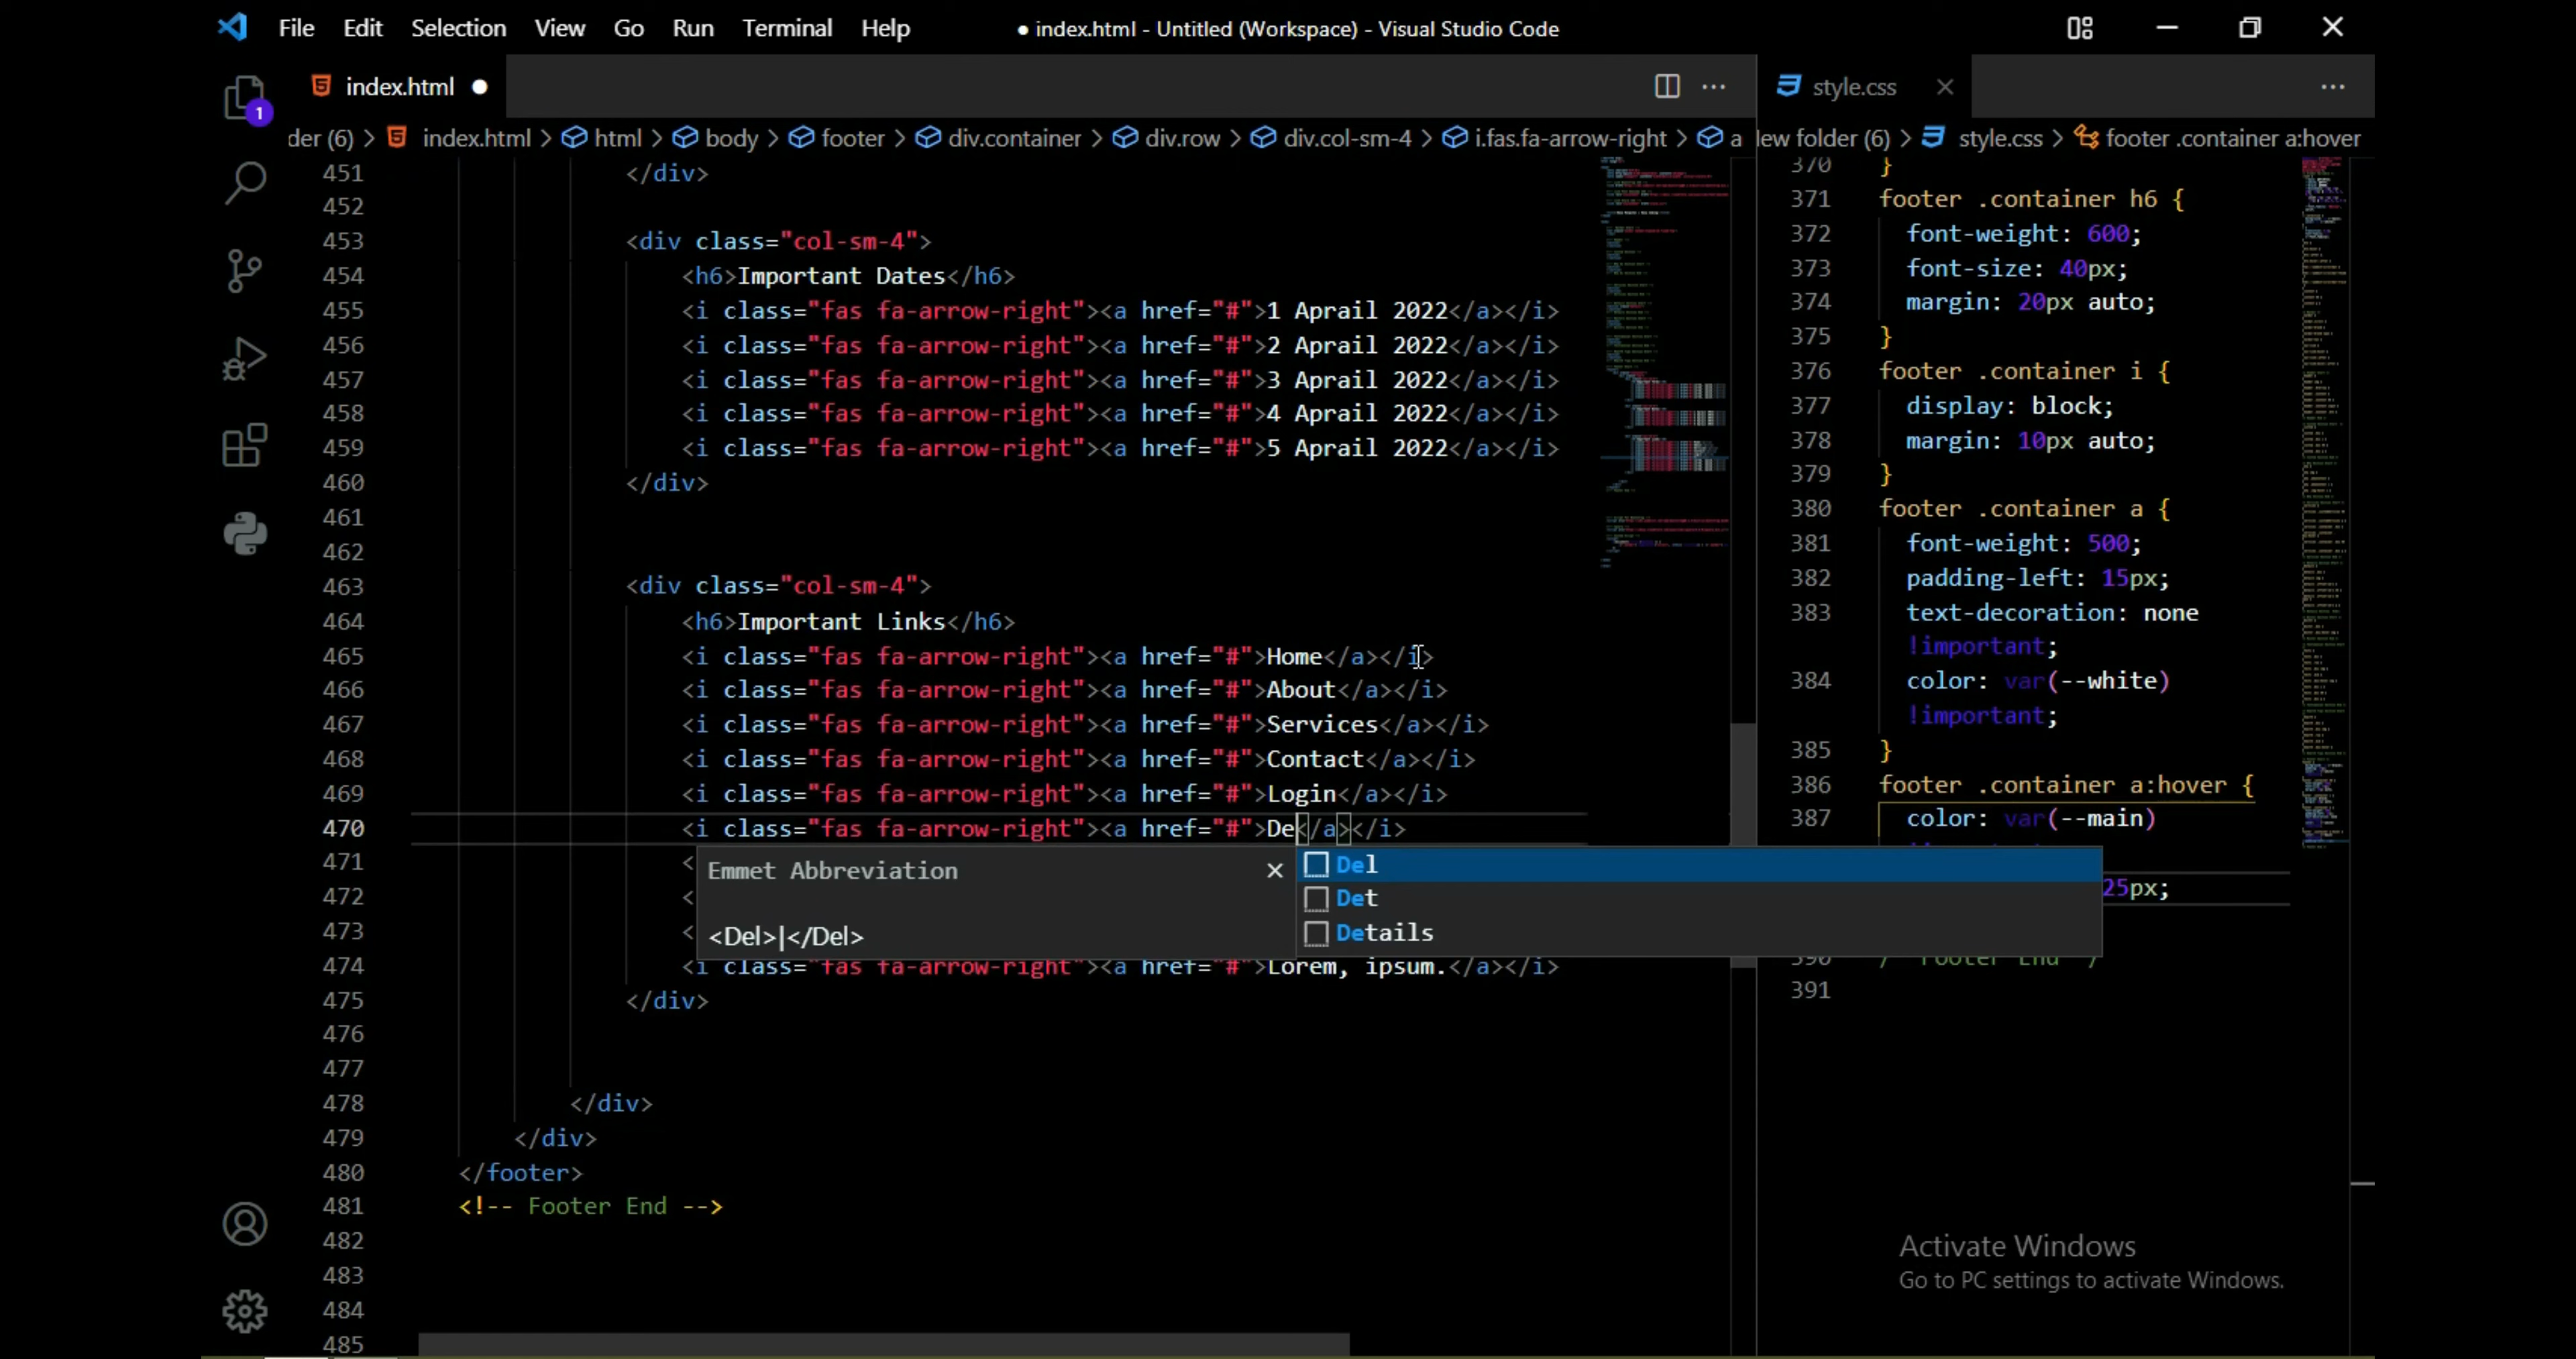 File Edit Selection View Go Run Terminal Help ● index.html - Untitled (Workspace) - Visual Studio Code
index.html ●
style.css
1
der (6) > index.html > html > body > footer > div.container > div.row > div.col-sm-4 > i.fas.fa-arrow-right > a
ew folder (6) > style.css > footer .container a:hover
451 </div>
452
453 <div class="col-sm-4">
454 <h6>Important Dates</h6>
455 <i class="fas fa-arrow-right"><a href="#">1 Aprail 2022</a></i>
456 <i class="fas fa-arrow-right"><a href="#">2 Aprail 2022</a></i>
457 <i class="fas fa-arrow-right"><a href="#">3 Aprail 2022</a></i>
458 <i class="fas fa-arrow-right"><a href="#">4 Aprail 2022</a></i>
459 <i class="fas fa-arrow-right"><a href="#">5 Aprail 2022</a></i>
460 </div>
461
462
463 <div class="col-sm-4">
464 <h6>Important Links</h6>
465 <i class="fas fa-arrow-right"><a href="#">Home</a></i>
466 <i class="fas fa-arrow-right"><a href="#">About</a></i>
467 <i class="fas fa-arrow-right"><a href="#">Services</a></i>
468 <i class="fas fa-arrow-right"><a href="#">Contact</a></i>
469 <i class="fas fa-arrow-right"><a href="#">Login</a></i>
470 <i class="fas fa-arrow-right"><a href="#">De</a></i>
471 <
472 <
473 <
Emmet Abbreviation
<Del>|</Del>
Del
Det
Details
474 <i class="fas fa-arrow-right"><a href="#">Lorem, ipsum.</a></i>
475 </div>
476
477
478 </div>
479 </div>
480 </footer>
481 <!-- Footer End -->
482
483
484
485
370 }
371 footer .container h6 {
372 font-weight: 600;
373 font-size: 40px;
374 margin: 20px auto;
375 }
376 footer .container i {
377 display: block;
378 margin: 10px auto;
379 }
380 footer .container a {
381 font-weight: 500;
382 padding-left: 15px;
383 text-decoration: none
!important;
384 color: var(--white)
!important;
385 }
386 footer .container a:hover {
387 color: var(--main)
25px;
390 Footer End
391
Activate Windows
Go to PC settings to activate Windows.